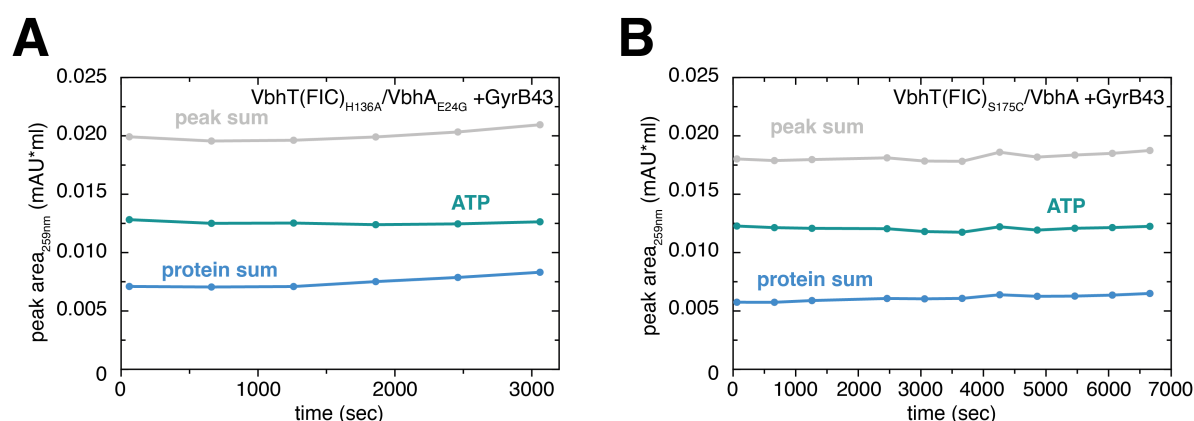 A
VbhT(FIC)H136A/VbhAE24G +GyrB43
peak sum
ATP
protein sum
0.025
0.020
0.015
0.010
0.005
0
peak area259nm (mAU*ml)
0 1000 2000 3000
time (sec)
B
VbhT(FIC)S175C/VbhA +GyrB43
peak sum
ATP
protein sum
0.025
0.020
0.015
0.010
0.005
0
peak area259nm (mAU*ml)
0 1000 2000 3000 4000 5000 6000 7000
time (sec)